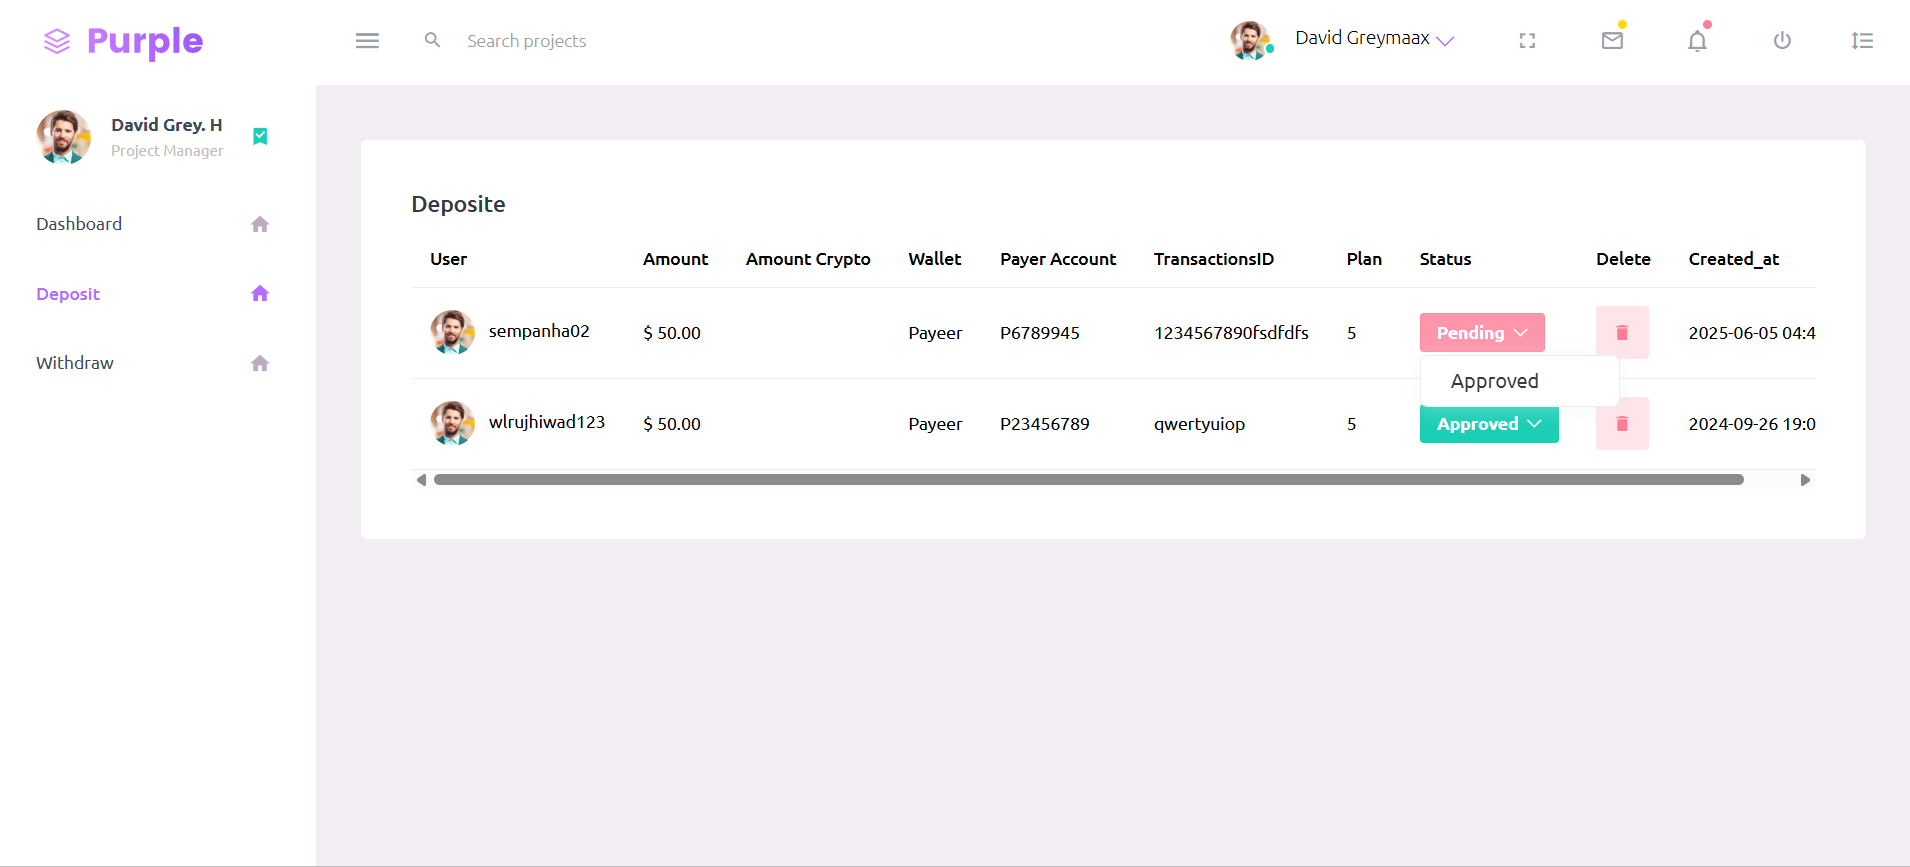 Purple
Search projects
David Greymaax
David Grey. H
Project Manager
Dashboard
Deposit
Withdraw
Deposite
User Amount Amount Crypto Wallet Payer Account TransactionsID Plan Status Delete Created_at
sempanha02 $ 50.00 Payeer P6789945 1234567890fsdfdfs 5 Pending 2025-06-05 04:4
Approved
wlrujhiwad123 $ 50.00 Payeer P23456789 qwertyuiop 5 Approved 2024-09-26 19:0